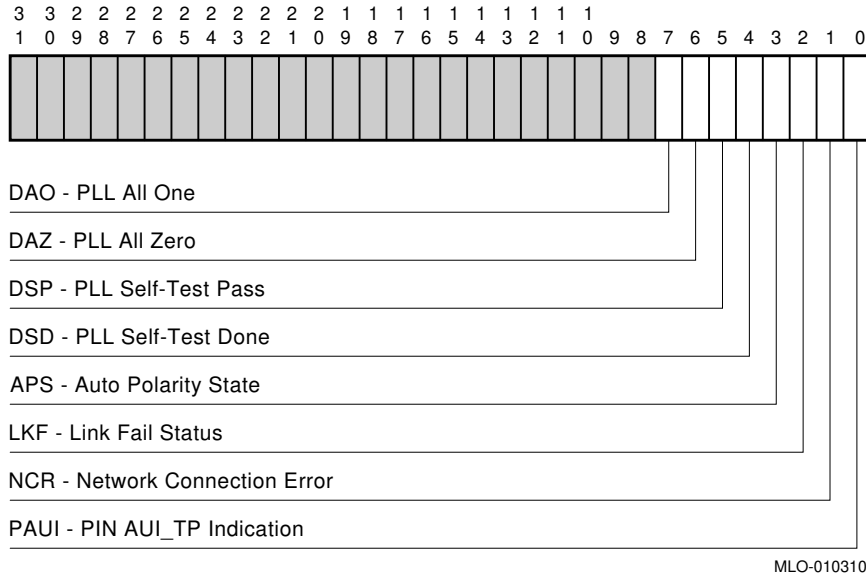 3 3 2 2 2 2 2 2 2 2 2 2 1 1 1 1 1 1 1 1 1 1
1 0 9 8 7 6 5 4 3 2 1 0 9 8 7 6 5 4 3 2 1 0 9 8 7 6 5 4 3 2 1 0
DAO - PLL All One
DAZ - PLL All Zero
DSP - PLL Self-Test Pass
DSD - PLL Self-Test Done
APS - Auto Polarity State
LKF - Link Fail Status
NCR - Network Connection Error
PAUI - PIN AUI_TP Indication
MLO-010310